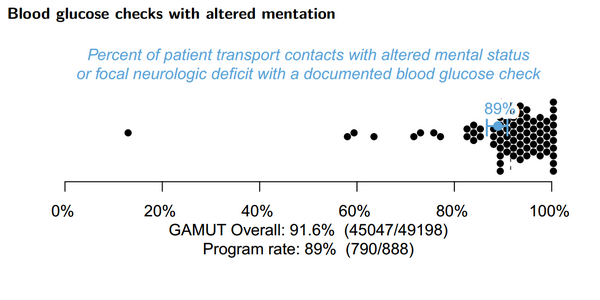 Blood glucose checks with altered mentation
Percent of patient transport contacts with altered mental status
or focal neurologic deficit with a documented blood glucose check
89%
0% 20% 40% 60% 80% 100%
GAMUT Overall: 91.6% (45047/49198)
Program rate: 89% (790/888)